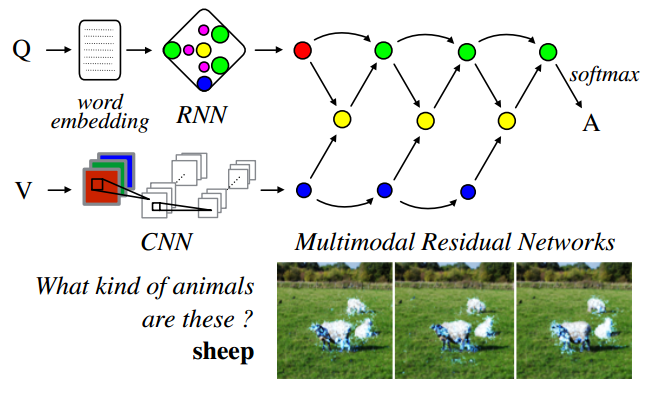 Q
word
embedding
RNN
softmax
A
V
CNN
Multimodal Residual Networks
What kind of animals
are these ?
sheep